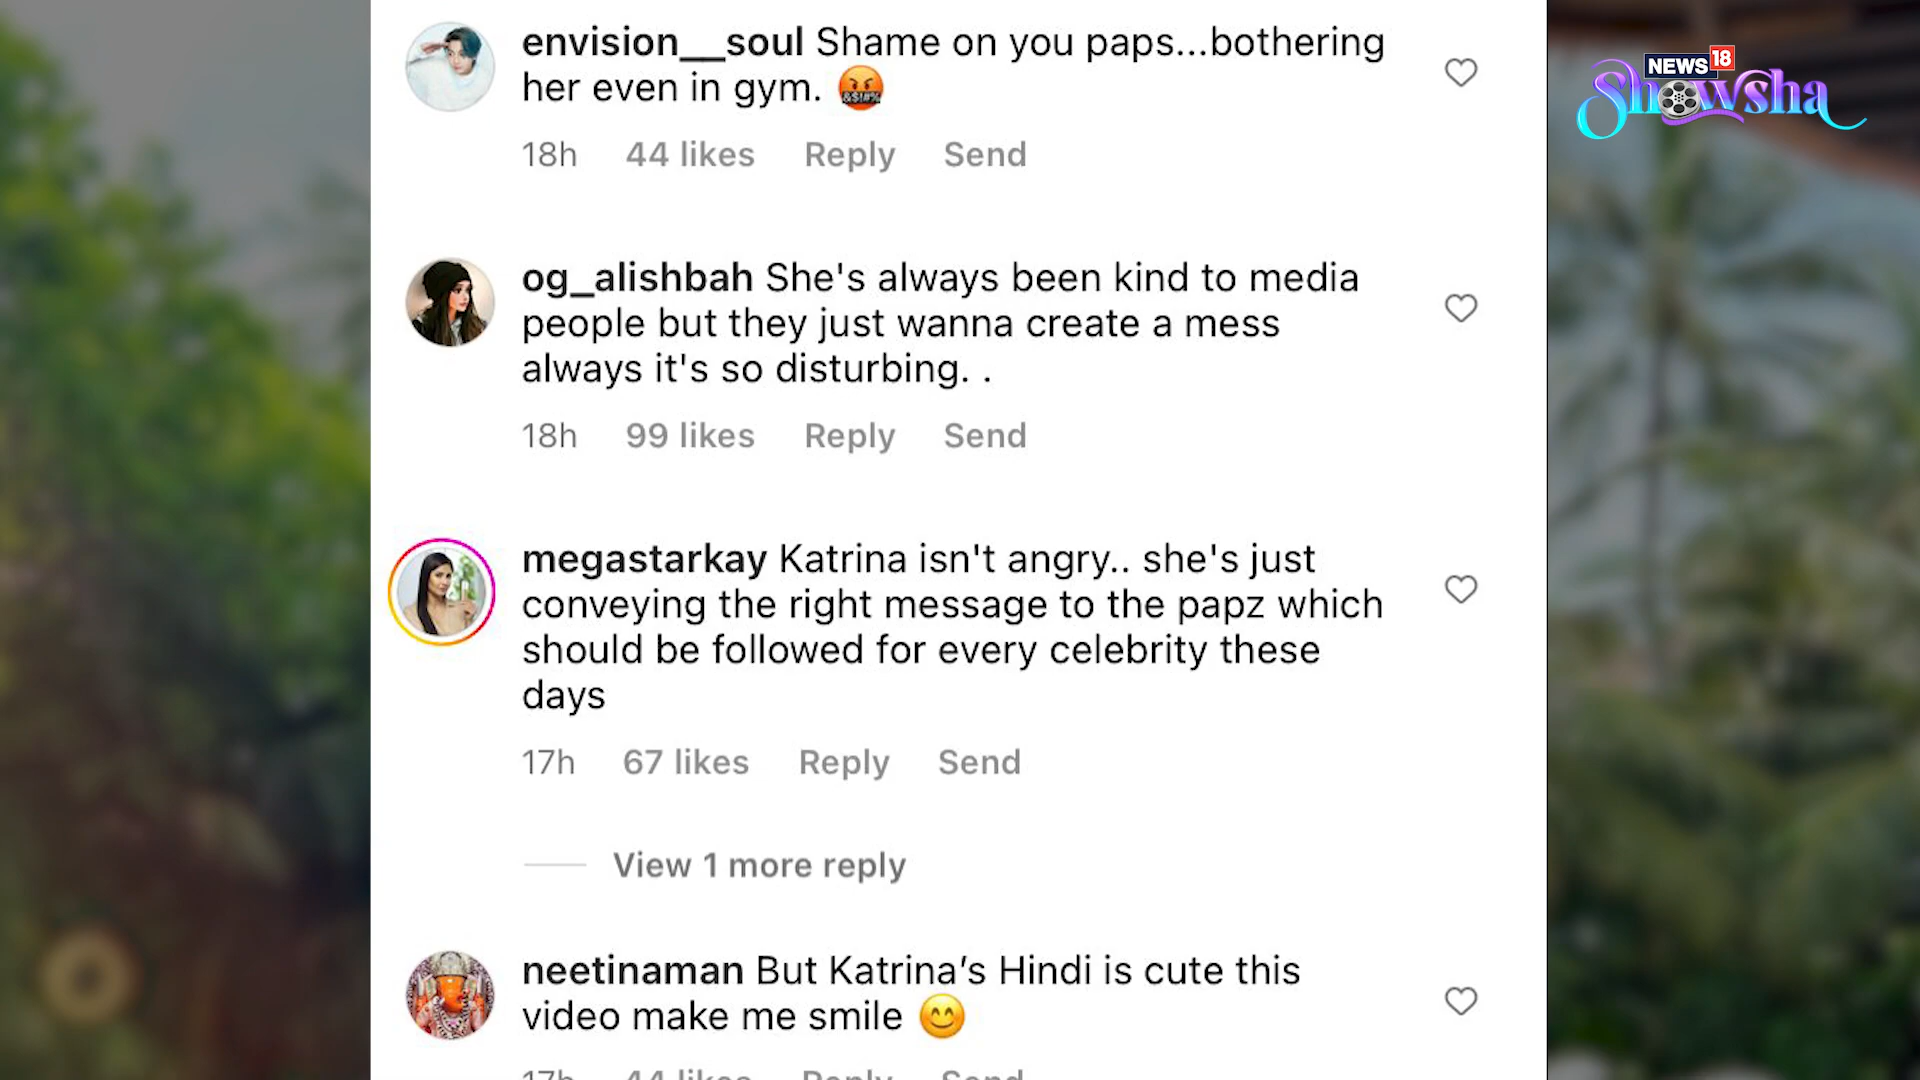 envision__soul Shame on you paps...bothering
her even in gym. 🤬
18h 44 likes Reply Send
og_alishbah She's always been kind to media
people but they just wanna create a mess
always it's so disturbing. .
18h 99 likes Reply Send
megastarkay Katrina isn't angry.. she's just
conveying the right message to the papz which
should be followed for every celebrity these
days
17h 67 likes Reply Send
View 1 more reply
neetinaman But Katrina’s Hindi is cute this
video make me smile 😊
17h 44 likes Reply Send
NEWS 18
Showsha